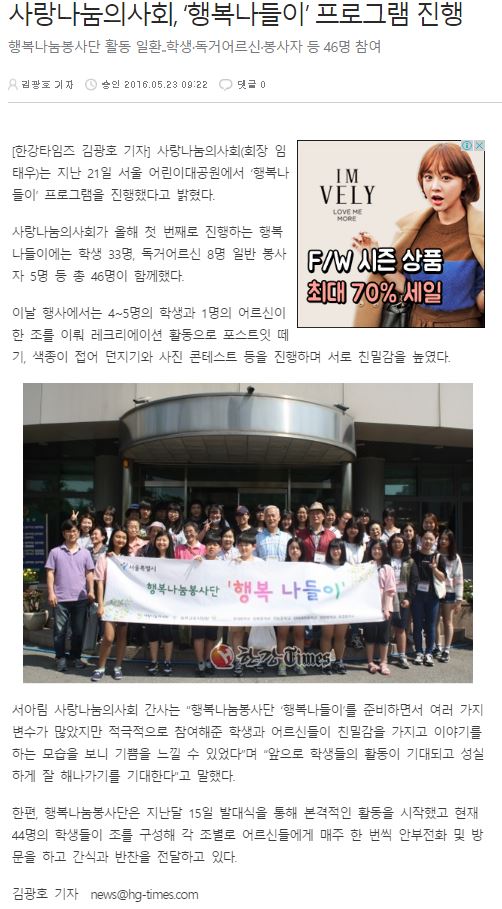 사랑나눔의사회, ‘행복나들이’ 프로그램 진행
행복나눔봉사단 활동 일환..학생·독거어르신·봉사자 등 46명 참여
김광호 기자 승인 2016.05.23 09:22 댓글 0
[한강타임즈 김광호 기자] 사랑나눔의사회(회장 임
태우)는 지난 21일 서울 어린이대공원에서 ‘행복나
들이’ 프로그램을 진행했다고 밝혔다.
사랑나눔의사회가 올해 첫 번째로 진행하는 행복
나들이에는 학생 33명, 독거어르신 8명 일반 봉사
자 5명 등 총 46명이 함께했다.
이날 행사에서는 4~5명의 학생과 1명의 어르신이
한 조를 이뤄 레크리에이션 활동으로 포스트잇 떼
기, 색종이 접어 던지기와 사진 콘테스트 등을 진행하며 서로 친밀감을 높였다.
IM
VELY
LOVE ME
MORE
F/W 시즌 상품
최대 70% 세일
서울특별시
행복나눔봉사단 '행복 나들이'
한강Times
서아림 사랑나눔의사회 간사는 “행복나눔봉사단 ‘행복나들이’를 준비하면서 여러 가지
변수가 많았지만 적극적으로 참여해준 학생과 어르신들이 친밀감을 가지고 이야기를
하는 모습을 보니 기쁨을 느낄 수 있었다”며 “앞으로 학생들의 활동이 기대되고 성실
하게 잘 해나가기를 기대한다”고 말했다.
한편, 행복나눔봉사단은 지난달 15일 발대식을 통해 본격적인 활동을 시작했고 현재
44명의 학생들이 조를 구성해 각 조별로 어르신들에게 매주 한 번씩 안부전화 및 방
문을 하고 간식과 반찬을 전달하고 있다.
김광호 기자 news@hg-times.com